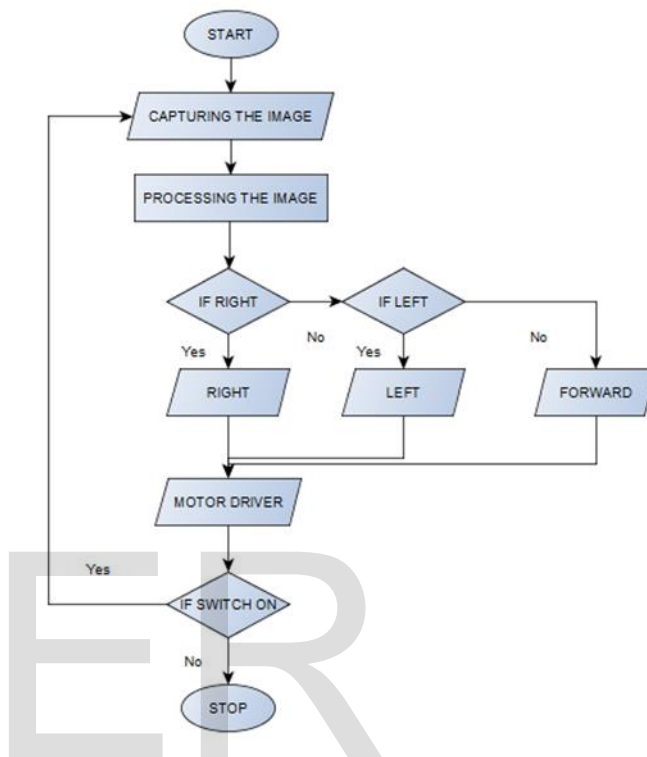 START
CAPTURING THE IMAGE
PROCESSING THE IMAGE
IF RIGHT
IF LEFT
No
No
Yes
Yes
RIGHT
LEFT
FORWARD
MOTOR DRIVER
Yes
IF SWITCH ON
No
STOP
ER